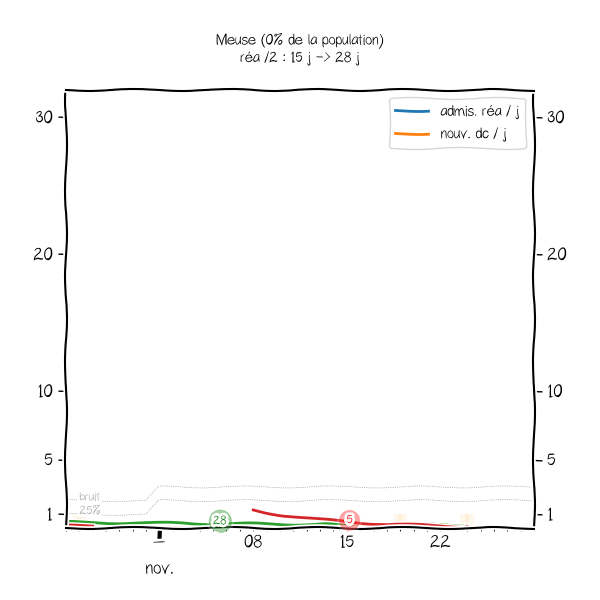 Meuse (0% de la population)
réa /2 : 15 j -> 28 j
admis. réa / j
nouv. dc / j
30
30
20
20
10
10
5
5
bruit
25%
1
1
28
5
1
08
15
22
nov.